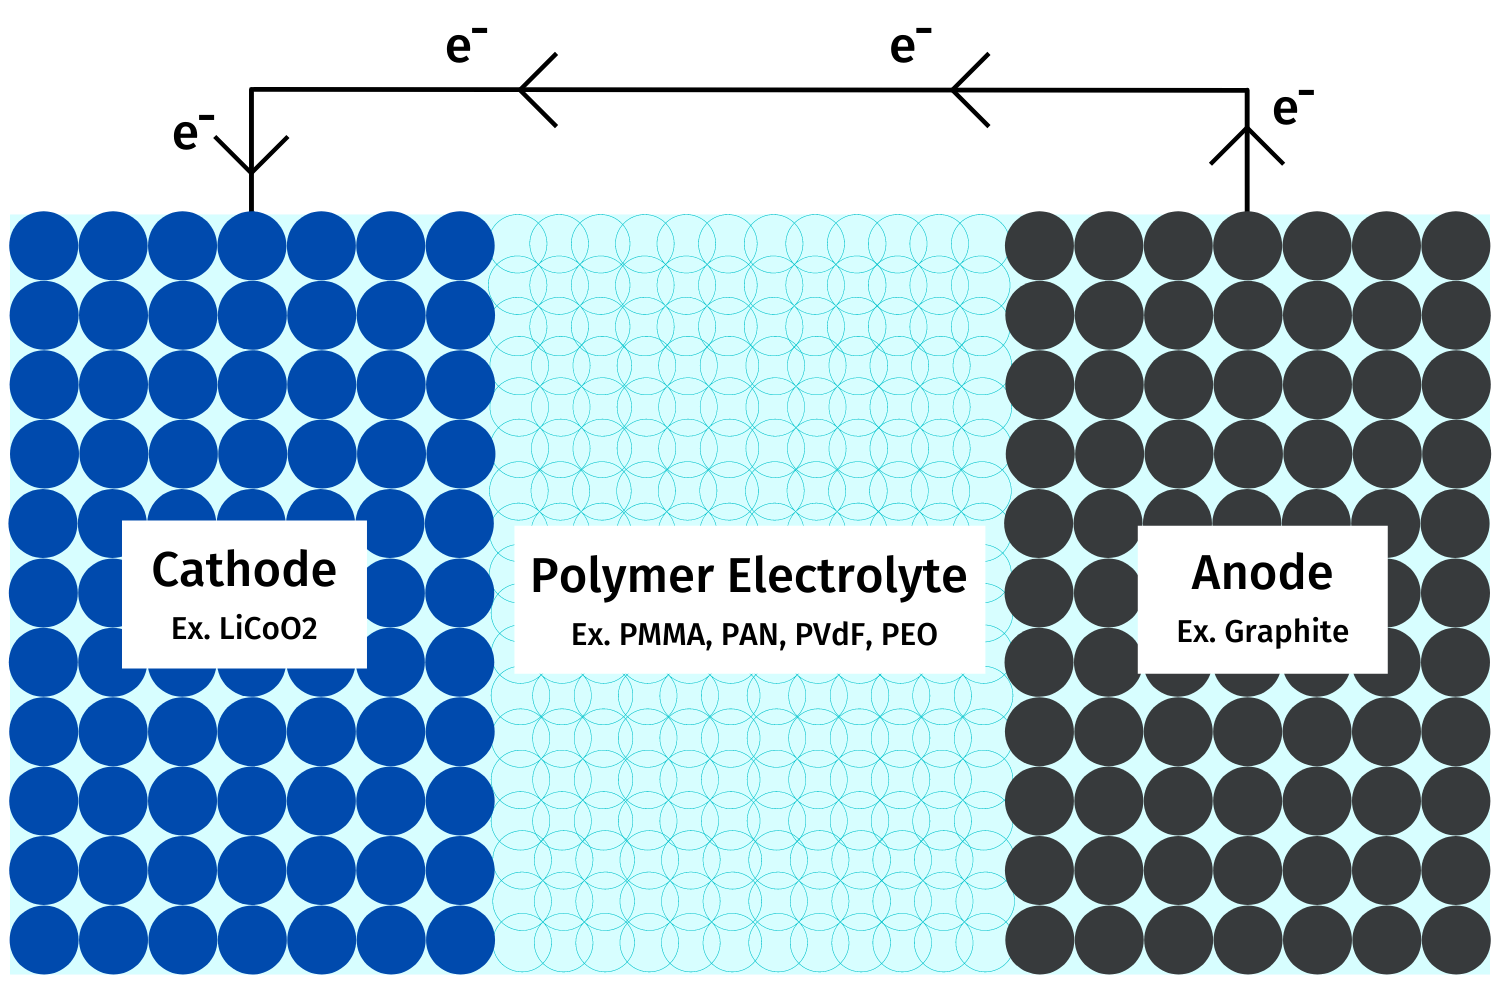 e-
e-
e-
e-
Cathode
Ex. LiCoO2
Polymer Electrolyte
Ex. PMMA, PAN, PVdF, PEO
Anode
Ex. Graphite